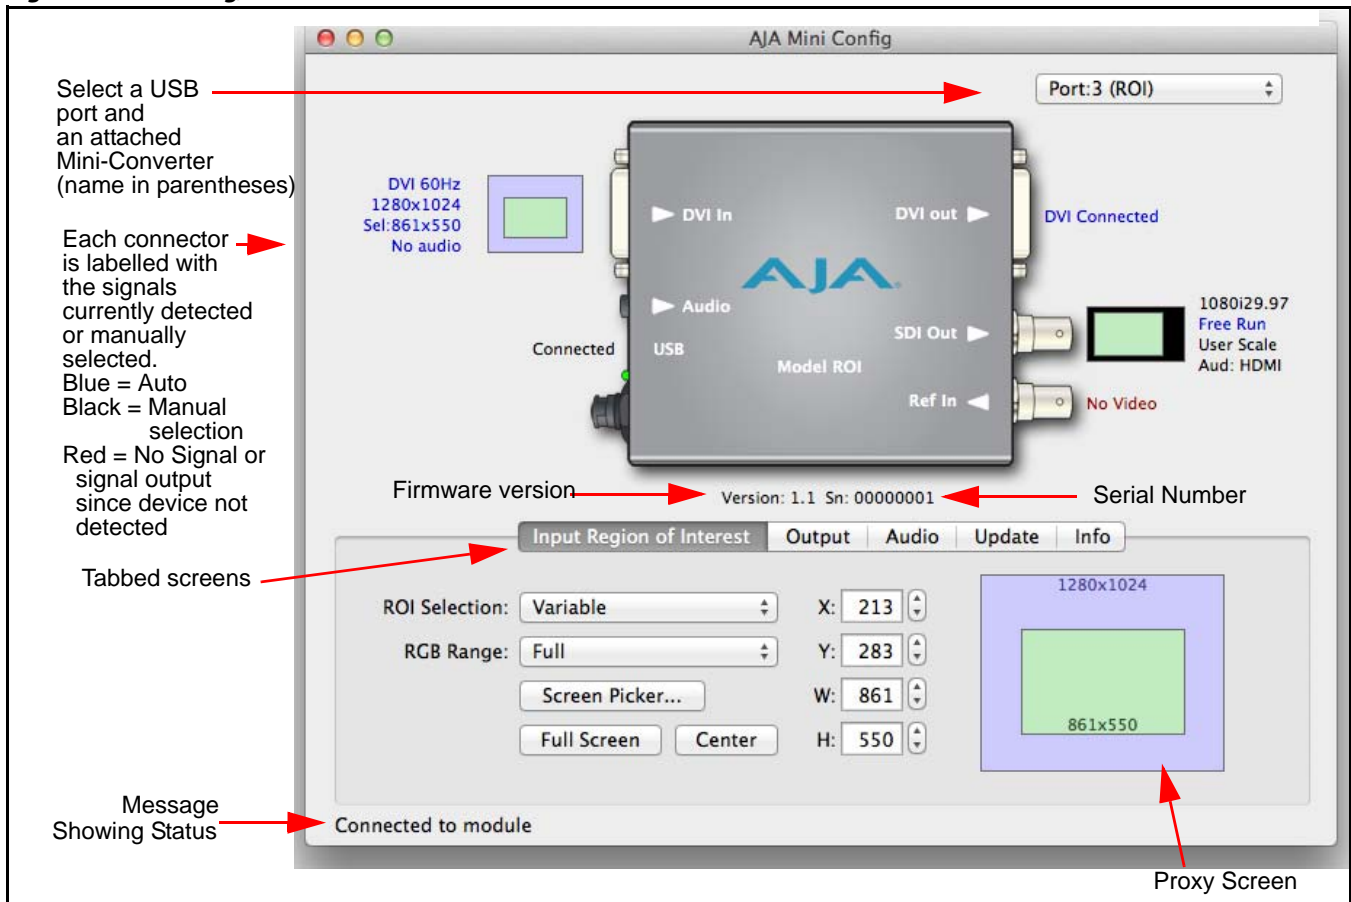 AJA Mini Config
Select a USB
port and
an attached
Mini-Converter
(name in parentheses)
Port:3 (ROI)
Each connector
is labelled with
the signals
currently detected
or manually
selected.
Blue = Auto
Black = Manual
selection
Red = No Signal or
signal output
since device not
detected
DVI 60Hz
1280x1024
Sel:861x550
No audio
DVI In
DVI out
DVI Connected
AJA
Audio
Connected
USB
SDI Out
Model ROI
Ref In
1080i29.97
Free Run
User Scale
Aud: HDMI
No Video
Firmware version
Version: 1.1 Sn: 00000001
Serial Number
Tabbed screens
Input Region of Interest
Output
Audio
Update
Info
ROI Selection: Variable
X: 213
RGB Range: Full
Y: 283
Screen Picker...
W: 861
Full Screen
Center
H: 550
1280x1024
861x550
Message
Showing Status
Connected to module
Proxy Screen